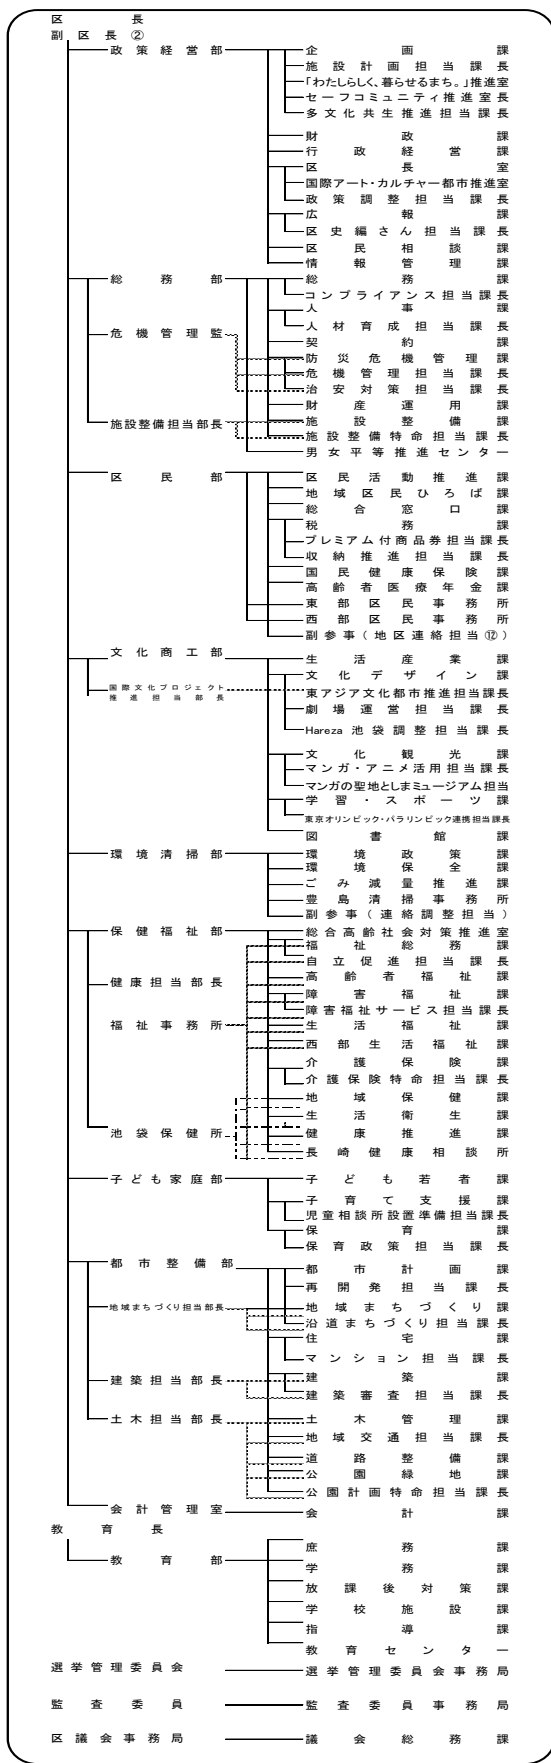 区長
副区長②
政策経営部 企画課
施設計画担当課長
「わたしらしく、暮らせるまち。」推進室
セーフコミュニティ推進室長
多文化共生推進担当課長
財政課
行政経営課
区長室
国際アート・カルチャー都市推進室
政策調整担当課長
広報課
区史編さん担当課長
区民相談課
情報管理課
総務部 総務課
コンプライアンス担当課長
人事課
人材育成担当課長
危機管理監
契約課
防災危機管理課
危機管理担当課長
治安対策担当課長
財産運用課
施設整備担当部長 施設整備課
施設整備特命担当課長
男女平等推進センター
区民部 区民活動推進課
地域区民ひろば課
総合窓口課
税務課
プレミアム付商品券担当課長
収納推進担当課長
国民健康保険課
高齢者医療年金課
東部区民事務所
西部区民事務所
副参事(地区連絡担当⑫)
文化商工部 生活産業課
文化デザイン課
国際文化プロジェクト
推進担当部長
東アジア文化都市推進担当課長
劇場運営担当課長
Hareza池袋調整担当課長
文化観光課
マンガ・アニメ活用担当課長
マンガの聖地としまミュージアム担当
学習・スポーツ課
東京オリンピック・パラリンピック連携担当課長
図書館課
環境清掃部 環境政策課
環境保全課
ごみ減量推進課
豊島清掃事務所
副参事(連絡調整担当)
保健福祉部 総合高齢社会対策推進室
福祉総務課
自立促進担当課長
健康担当部長 高齢者福祉課
障害福祉課
障害福祉サービス担当課長
福祉事務所 生活福祉課
西部生活福祉課
介護保険課
介護保険特命担当課長
地域保健課
生活衛生課
池袋保健所 健康推進課
長崎健康相談所
子ども家庭部 子ども若者課
子育て支援課
児童相談所設置準備担当課長
保育課
保育政策担当課長
都市整備部 都市計画課
再開発担当課長
地域まちづくり担当部長 地域まちづくり課
沿道まちづくり担当課長
住宅課
マンション担当課長
建築担当部長 建築課
建築審査担当課長
土木担当部長 土木管理課
地域交通担当課長
道路整備課
公園緑地課
公園計画特命担当課長
会計管理室 会計課
教育長
教育部 庶務課
学務課
放課後対策課
学校施設課
指導課
教育センター
選挙管理委員会 選挙管理委員会事務局
監査委員 監査委員事務局
区議会事務局 議会総務課